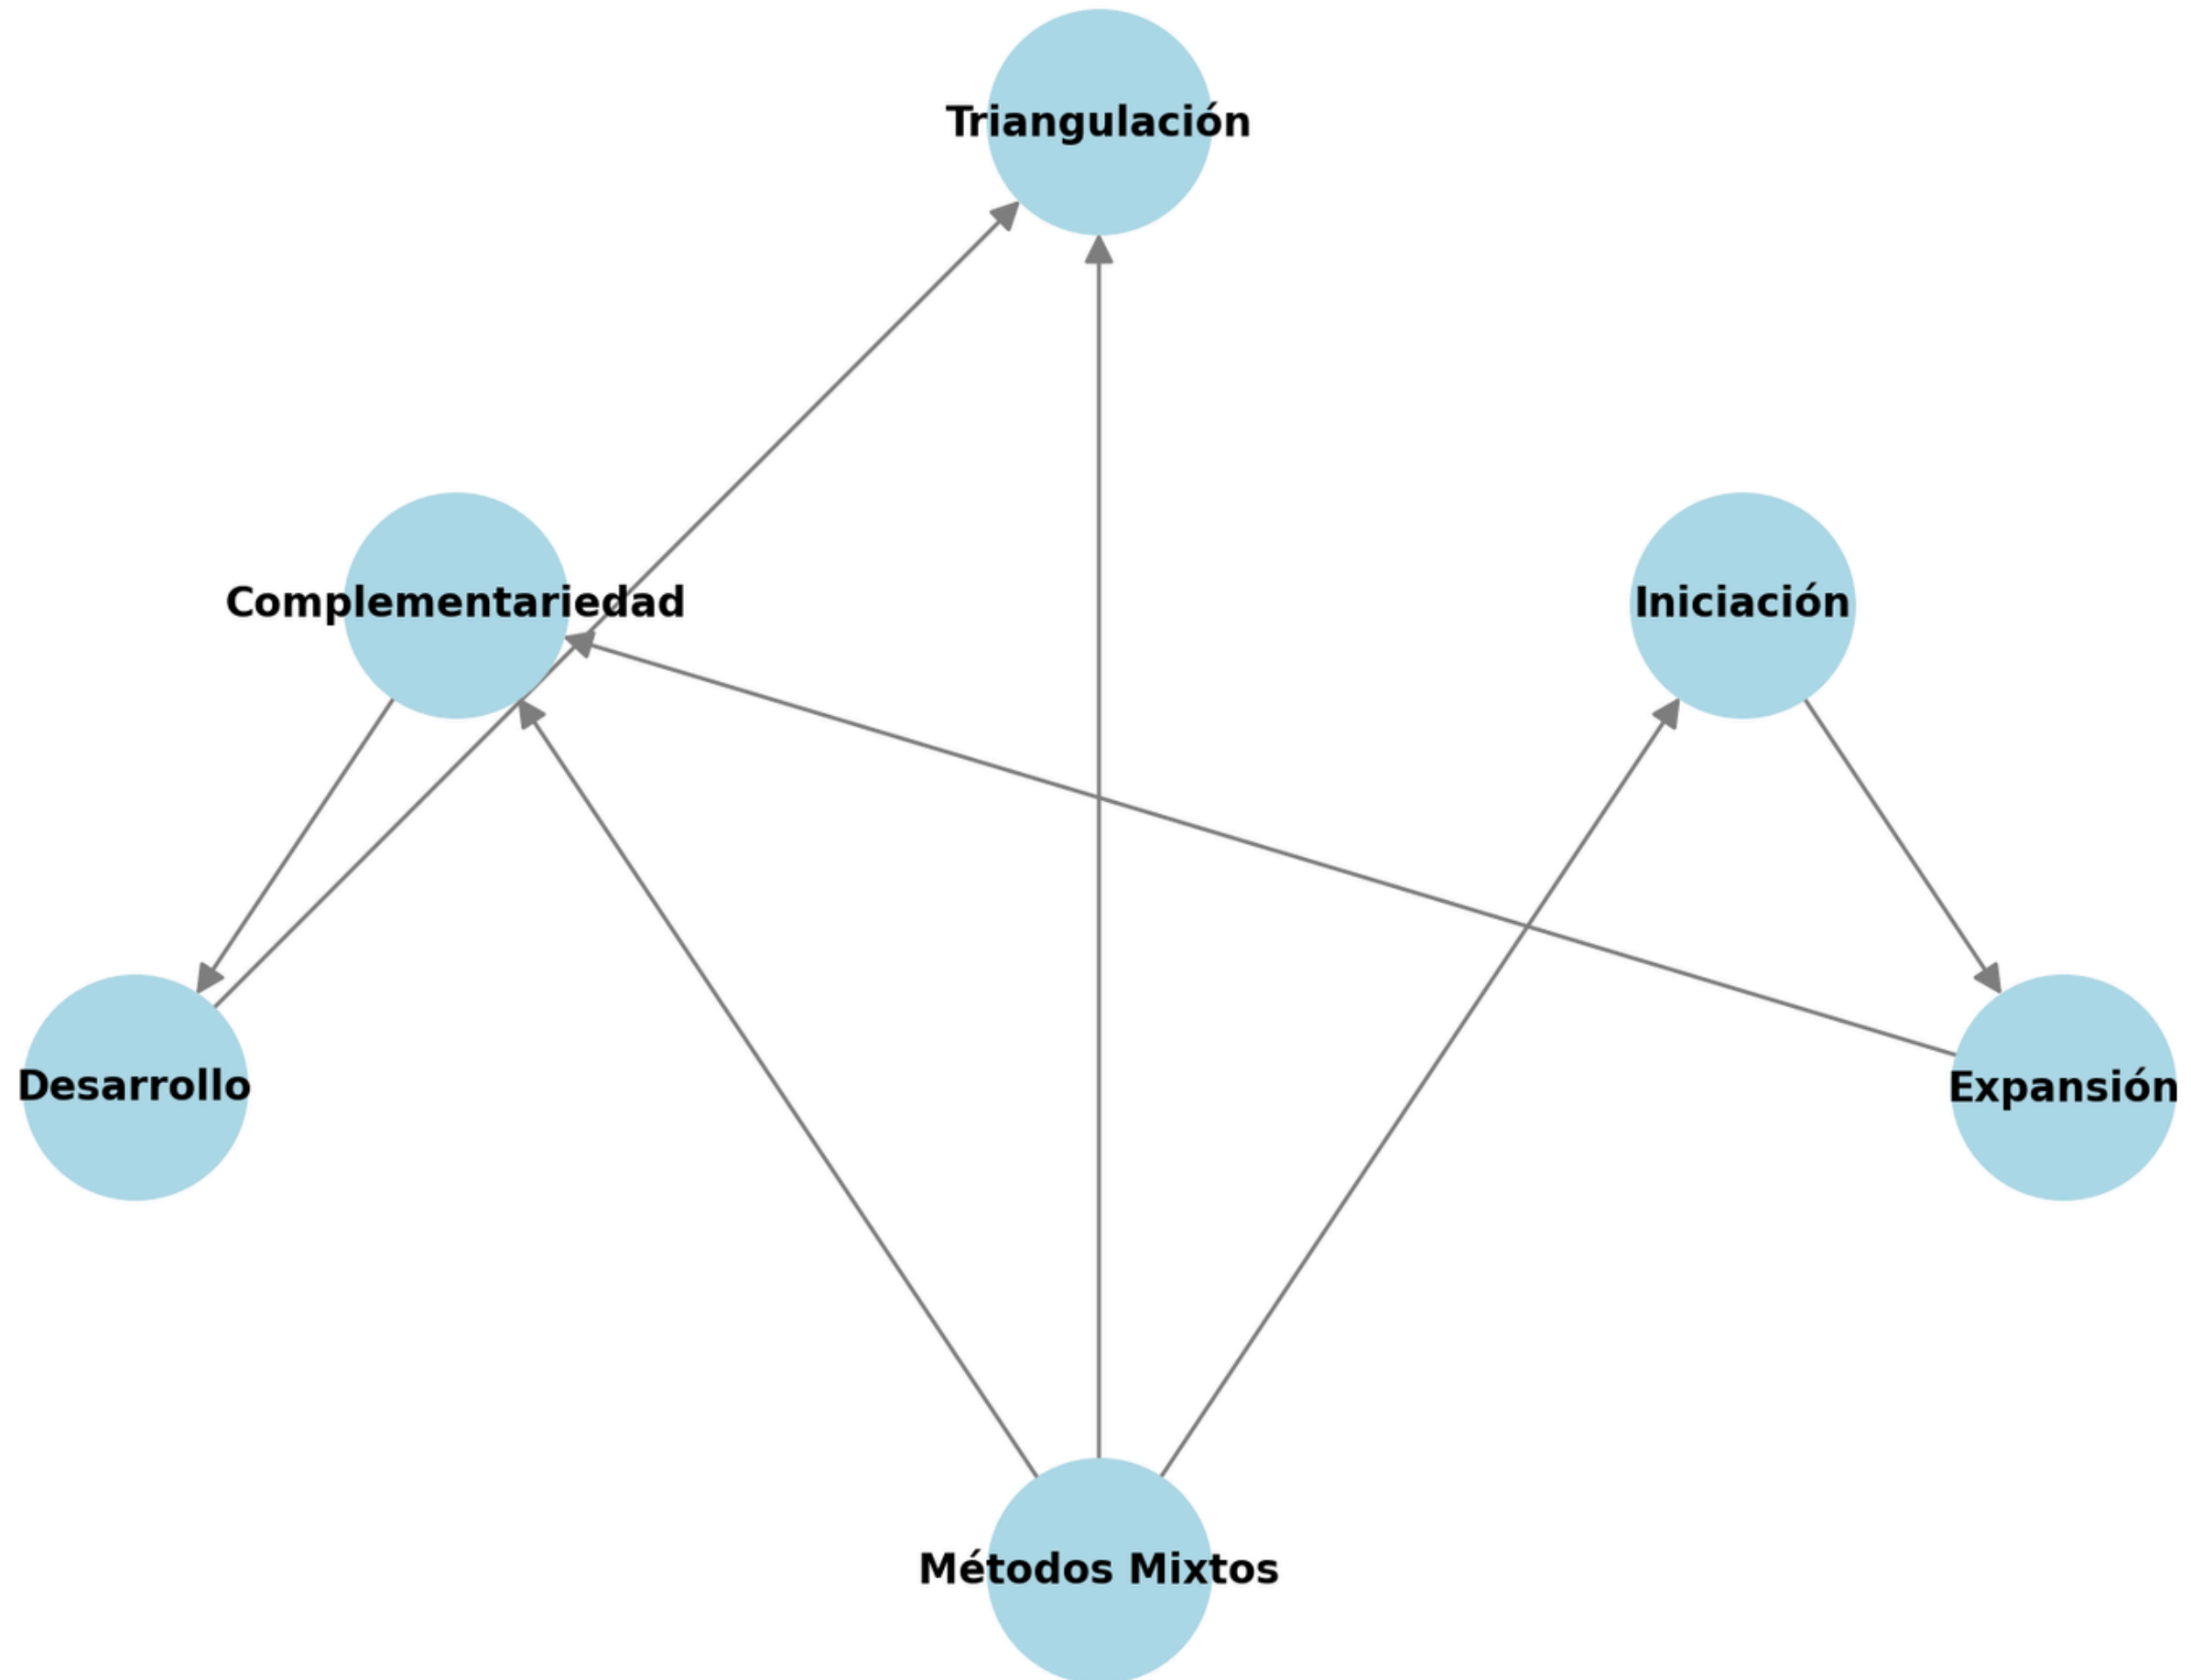 Triangulación
Complementariedad
Iniciación
Desarrollo
Expansión
Métodos Mixtos